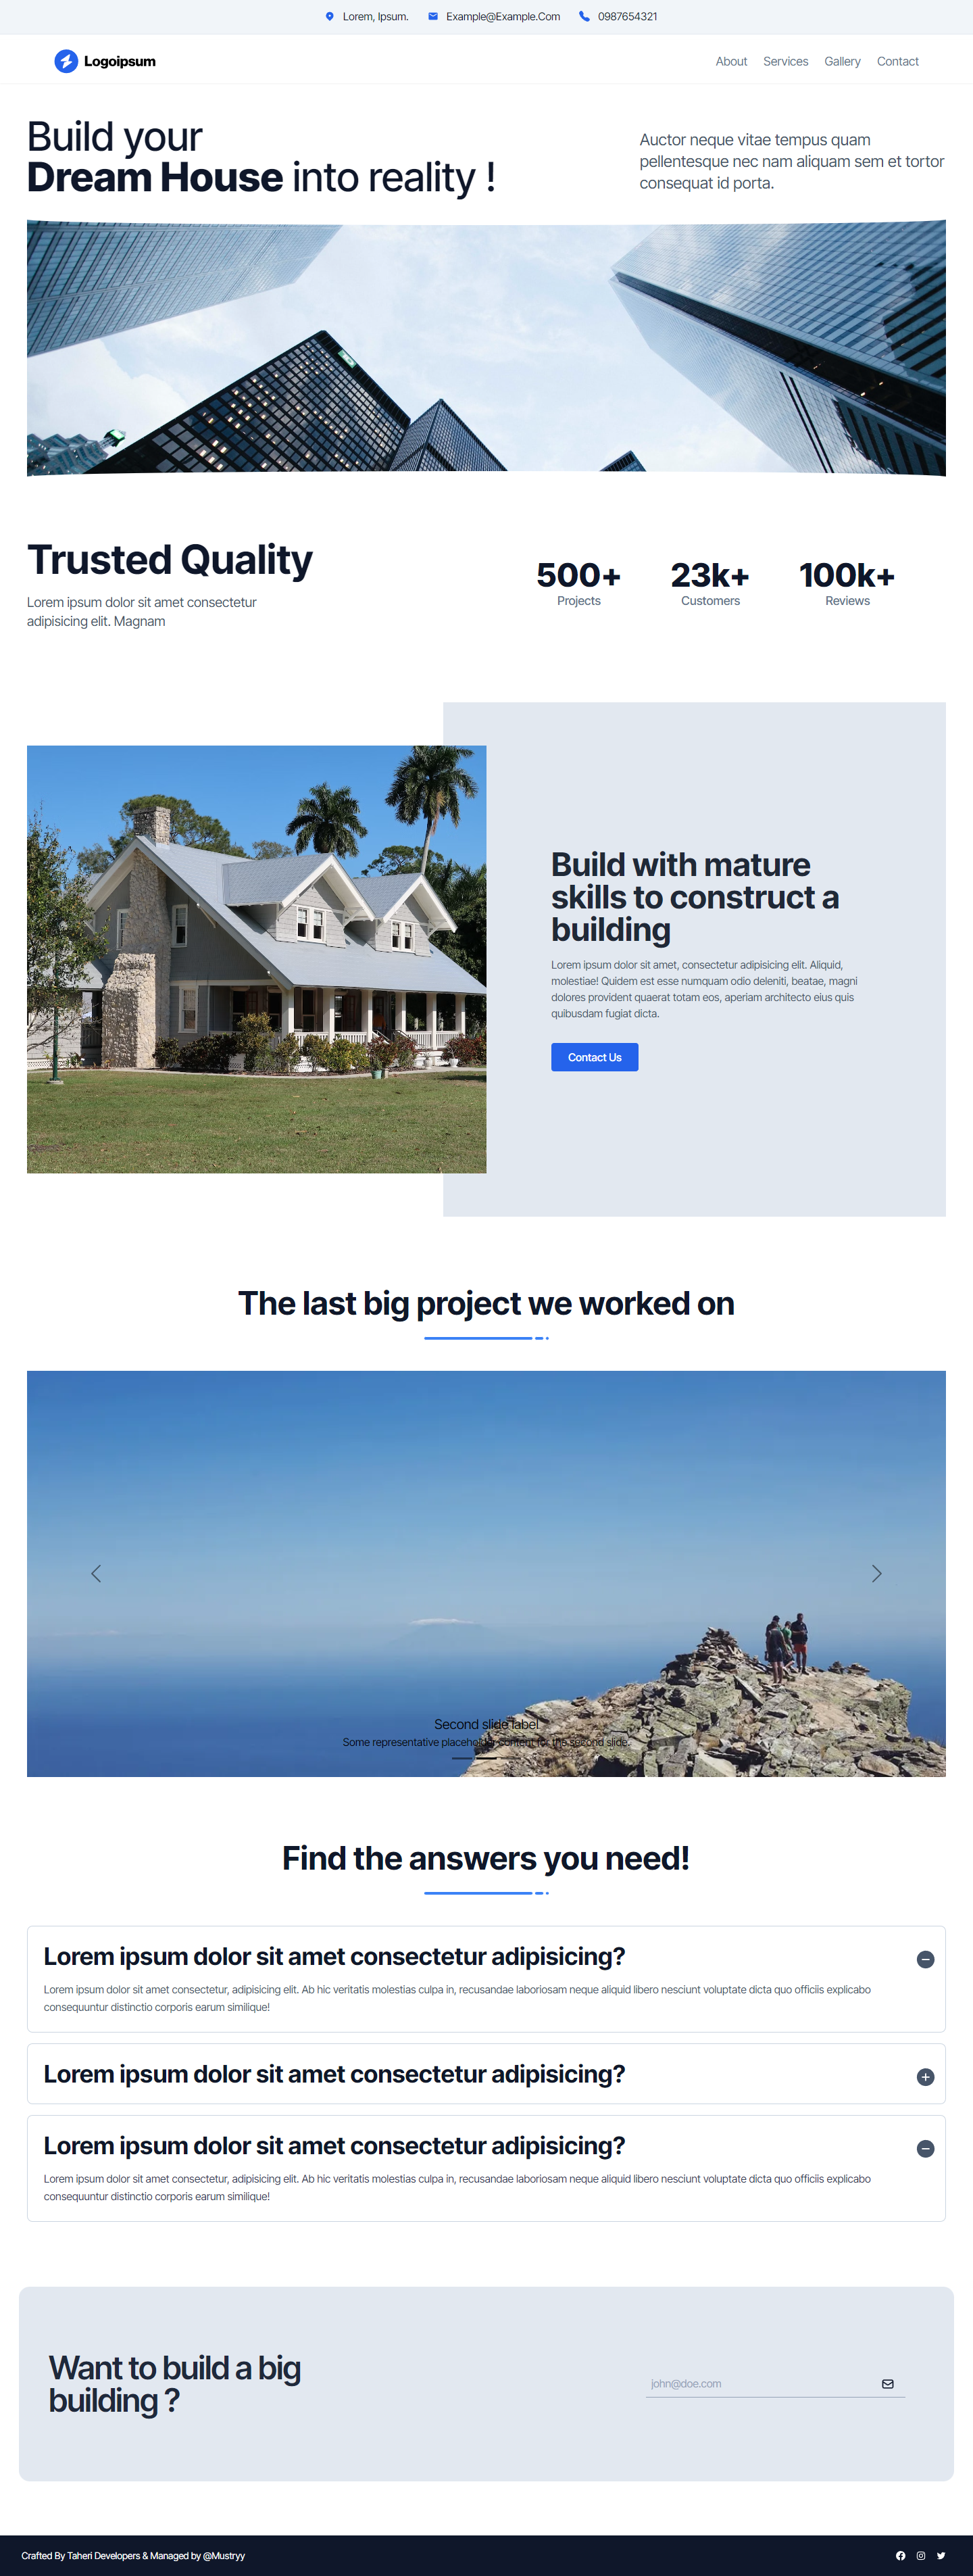 Lorem, Ipsum. Example@Example.Com 0987654321
Logoipsum About Services Gallery Contact
Build your
Dream House into reality !
Auctor neque vitae tempus quam
pellentesque nec nam aliquam sem et tortor
consequat id porta.
Trusted Quality
Lorem ipsum dolor sit amet consectetur
adipisicing elit. Magnam
500+ 23k+ 100k+
Projects Customers Reviews
Build with mature
skills to construct a
building
Lorem ipsum dolor sit amet, consectetur adipisicing elit. Aliquid,
molestiae! Quidem est esse numquam odio deleniti, beatae, magni
dolores provident quaerat totam eos, aperiam architecto eius quis
quibusdam fugiat dicta.
Contact Us
The last big project we worked on
Second slide label
Some representative placeholder content for the second slide.
Find the answers you need!
Lorem ipsum dolor sit amet consectetur adipisicing?
Lorem ipsum dolor sit amet consectetur, adipisicing elit. Ab hic veritatis molestias culpa in, recusandae laboriosam neque aliquid libero nesciunt voluptate dicta quo officiis explicabo
consequuntur distinctio corporis earum similique!
Lorem ipsum dolor sit amet consectetur adipisicing?
Lorem ipsum dolor sit amet consectetur adipisicing?
Lorem ipsum dolor sit amet consectetur, adipisicing elit. Ab hic veritatis molestias culpa in, recusandae laboriosam neque aliquid libero nesciunt voluptate dicta quo officiis explicabo
consequuntur distinctio corporis earum similique!
Want to build a big
building ?
john@doe.com
Crafted By Taheri Developers & Managed by @Mustryy